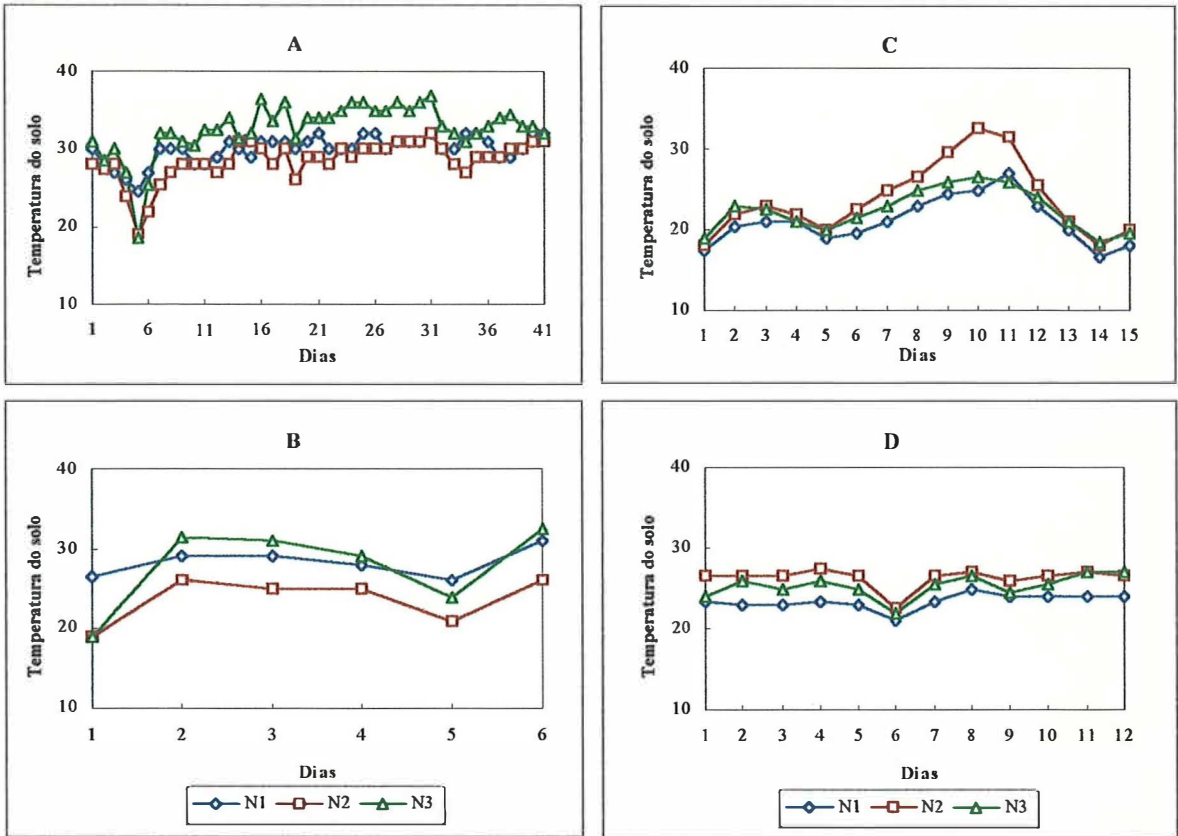 A
Temperatura do solo
40
30
20
10
1 6 11 16 21 26 31 36 41
Dias
C
Temperatura do solo
40
30
20
10
1 2 3 4 5 6 7 8 9 10 11 12 13 14 15
Dias
B
Temperatura do solo
40
30
20
10
1 2 3 4 5 6
Dias
N1 N2 N3
D
Temperatura do solo
40
30
20
10
1 2 3 4 5 6 7 8 9 10 11 12
Dias
N1 N2 N3